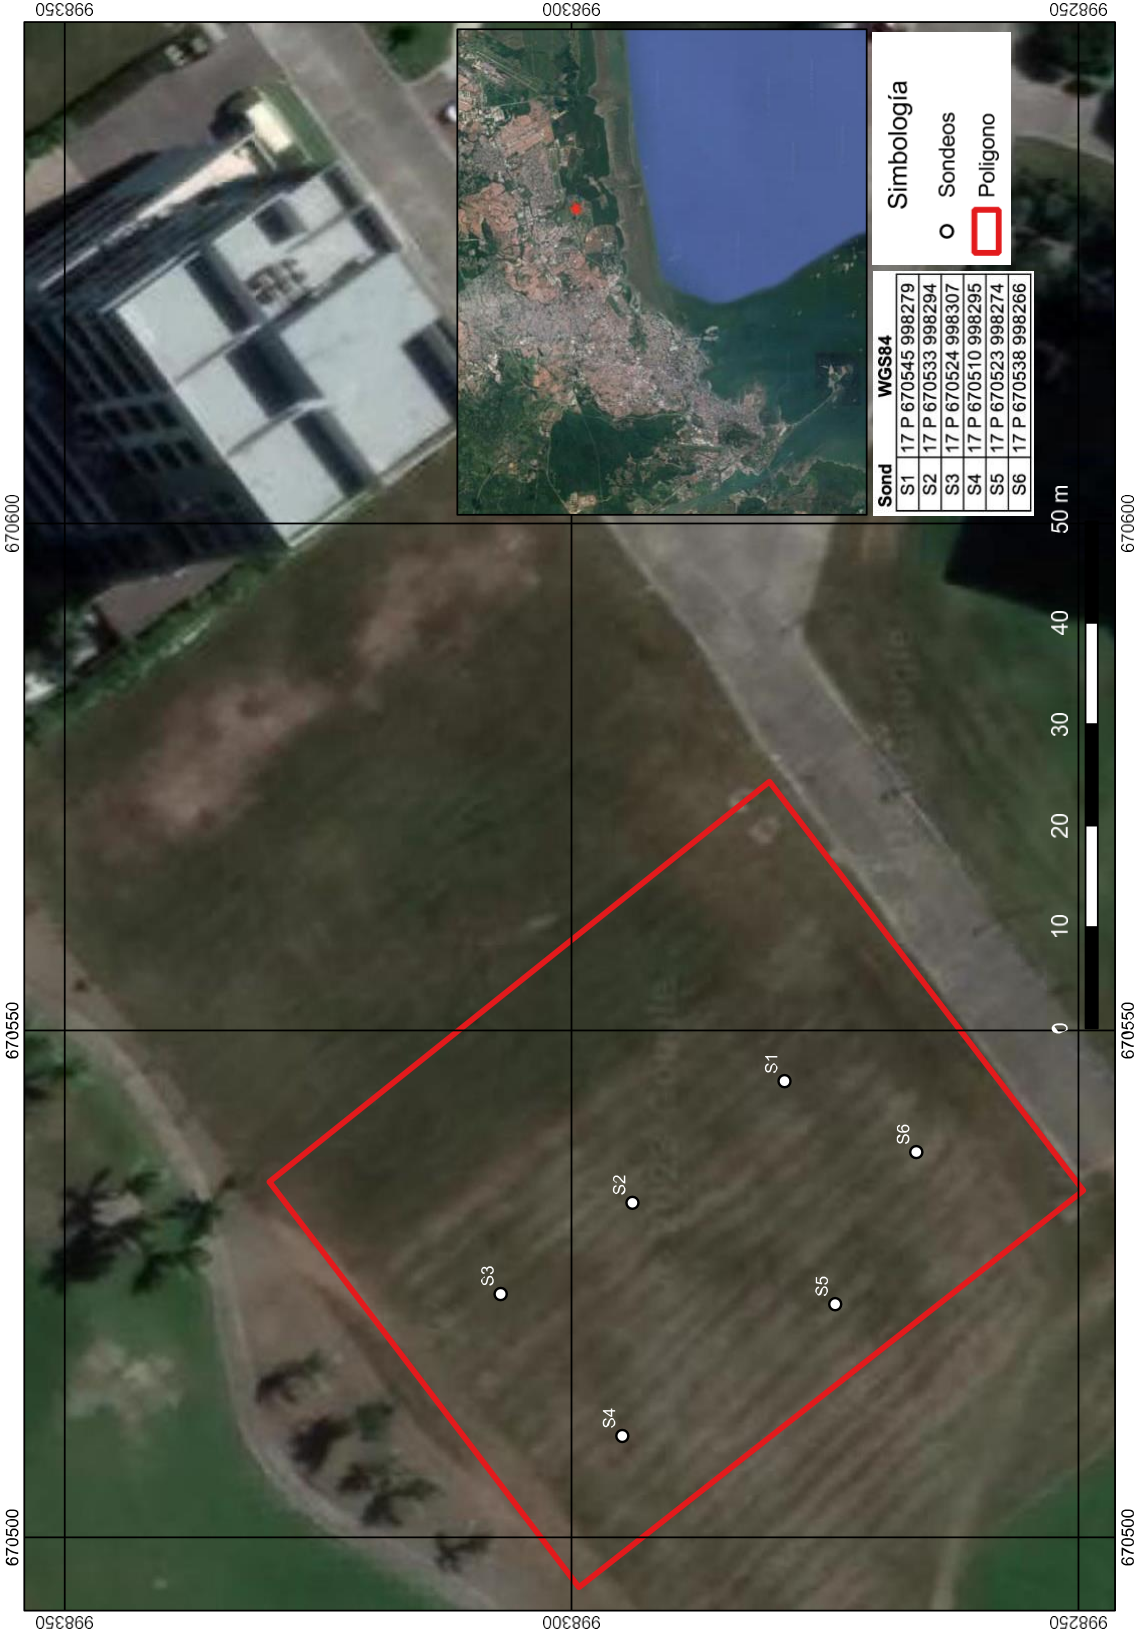 998350
998300
998250
670600
670550
670500
670600
670550
670500
998350
998300
998250
Simbología
Sondeos
Poligono
Sond WGS84
S1 17 P 670545 998279
S2 17 P 670533 998294
S3 17 P 670524 998307
S4 17 P 670510 998295
S5 17 P 670523 998274
S6 17 P 670538 998266
0 10 20 30 40 50 m
S1
S2
S3
S4
S5
S6